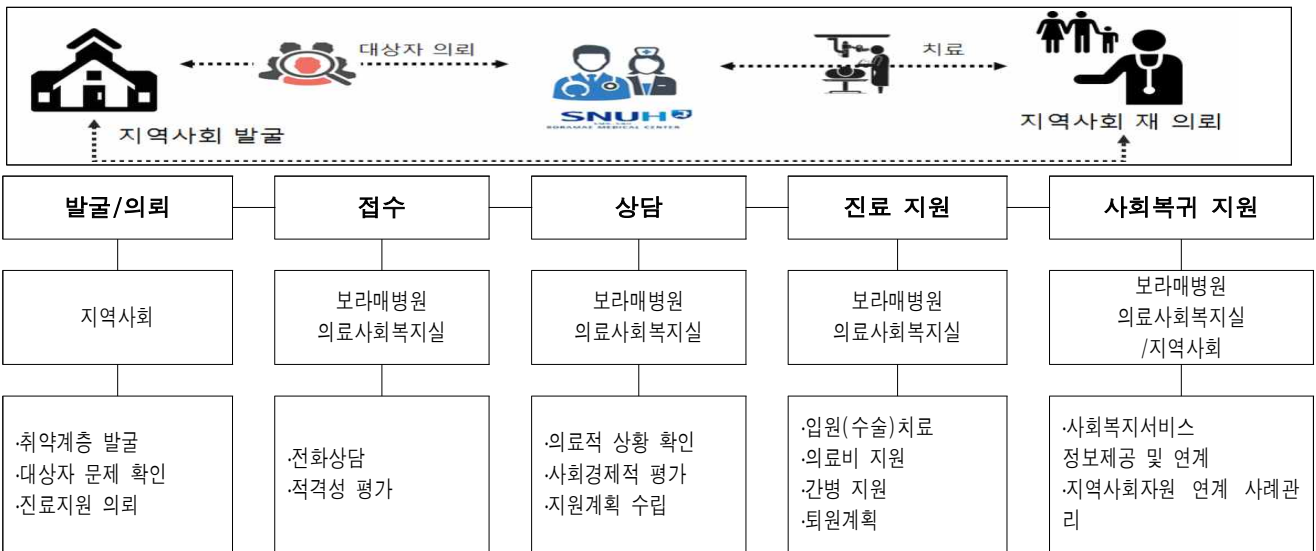 대상자 의뢰
치료
SNUH
BORAMAE MEDICAL CENTER
지역사회 발굴
지역사회 재 의뢰
발굴/의뢰
접수
상담
진료 지원
사회복귀 지원
지역사회
보라매병원
의료사회복지실
보라매병원
의료사회복지실
보라매병원
의료사회복지실
보라매병원
의료사회복지실
/지역사회
·취약계층 발굴
·대상자 문제 확인
·진료지원 의뢰
·전화상담
·적격성 평가
·의료적 상황 확인
·사회경제적 평가
·지원계획 수립
·입원(수술)치료
·의료비 지원
·간병 지원
·퇴원계획
·사회복지서비스
정보제공 및 연계
·지역사회자원 연계 사례관
리